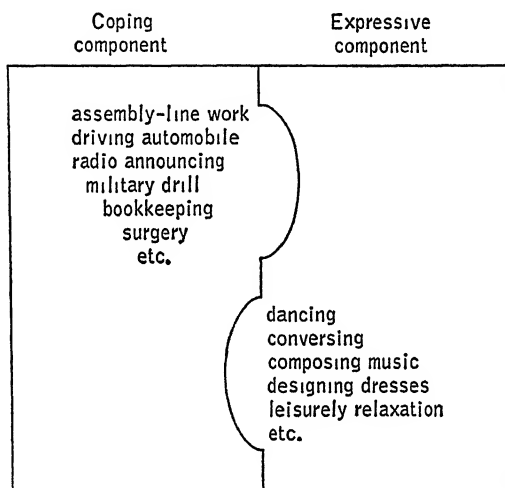 Coping
component
Expressive
component
assembly-line work
driving automobile
radio announcing
military drill
bookkeeping
surgery
etc.
dancing
conversing
composing music
designing dresses
leisurely relaxation
etc.